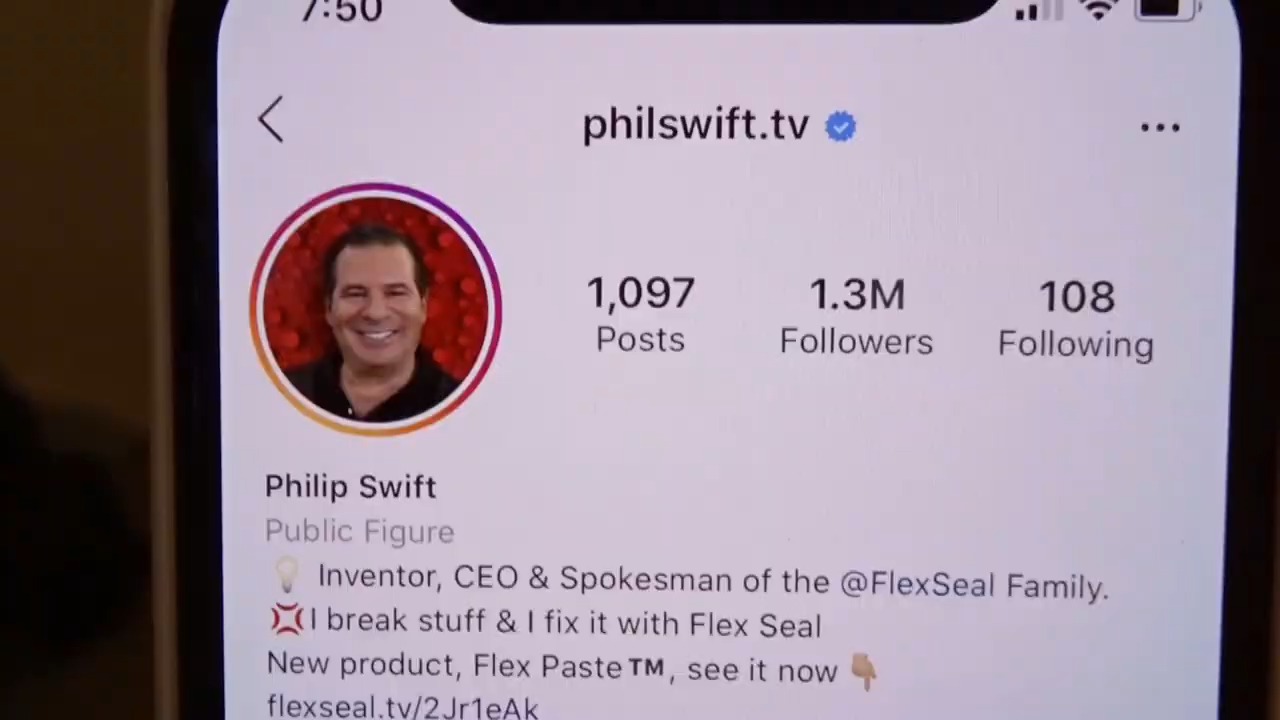 7:50
philswift.tv
1,097 1.3M 108
Posts Followers Following
Philip Swift
Public Figure
💡 Inventor, CEO & Spokesman of the @FlexSeal Family.
💢I break stuff & I fix it with Flex Seal
New product, Flex Paste™, see it now 👇🏼
flexseal.tv/2Jr1eAk